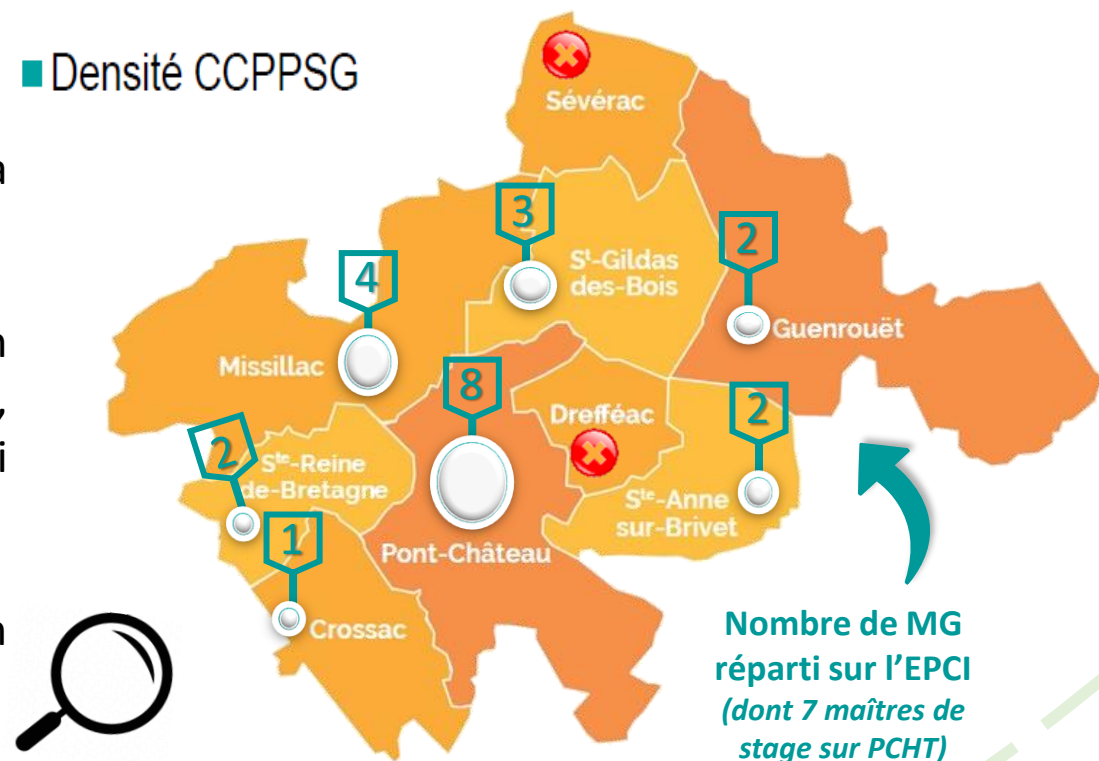 Densité CCPPSG
a
n
,
i
n
Sévérac
3
St-Gildas
des-Bois
2
Guenrouët
4
Missillac
8
Drefféac
2
Ste-Anne
sur-Brivet
2
Ste-Reine
de-Bretagne
Pont-Château
1
Crossac
Nombre de MG
réparti sur l’EPCI
(dont 7 maîtres de
stage sur PCHT)